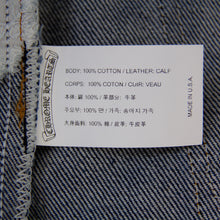 CHROME HEARTS
BODY: 100% COTTON / LEATHER: CALF
CORPS: 100% COTON / CUIR: VEAU
本体: 綿 100% / 革部分: 牛革
주요부: 100% 면 / 가죽: 송아지 가죽
大身面料: 100% 棉 / 皮革: 牛皮革
MADE IN U.S.A.